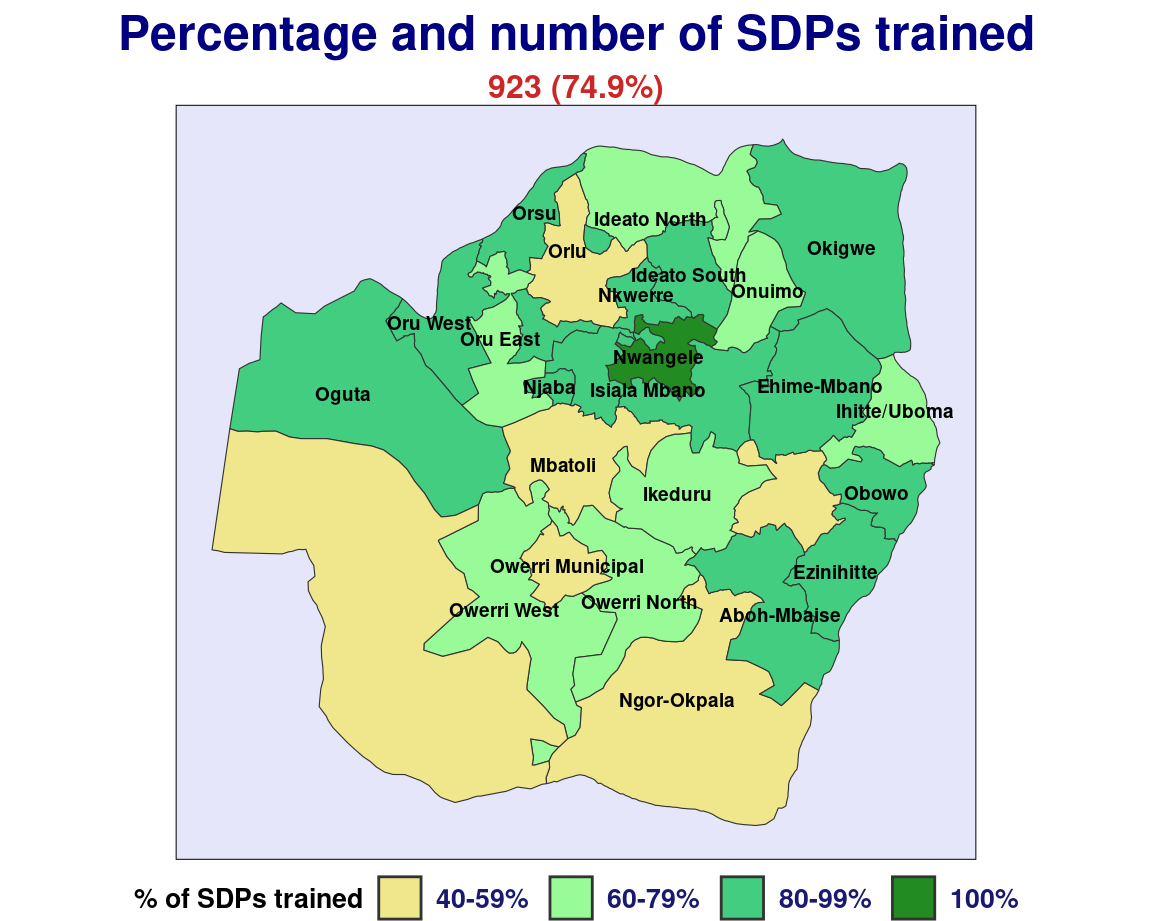 Percentage and number of SDPs trained
923 (74.9%)
Orsu
Ideato North
Orlu
Okigwe
Ideato South
Nkwerre
Onuimo
Oru West
Oru East
Nwangele
Njaba
Isiala Mbano
Ehime-Mbano
Oguta
Ihitte/Uboma
Mbatoli
Ikeduru
Obowo
Owerri Municipal
Ezinihitte
Owerri West
Owerri North
Aboh-Mbaise
Ngor-Okpala
% of SDPs trained 40-59% 60-79% 80-99% 100%